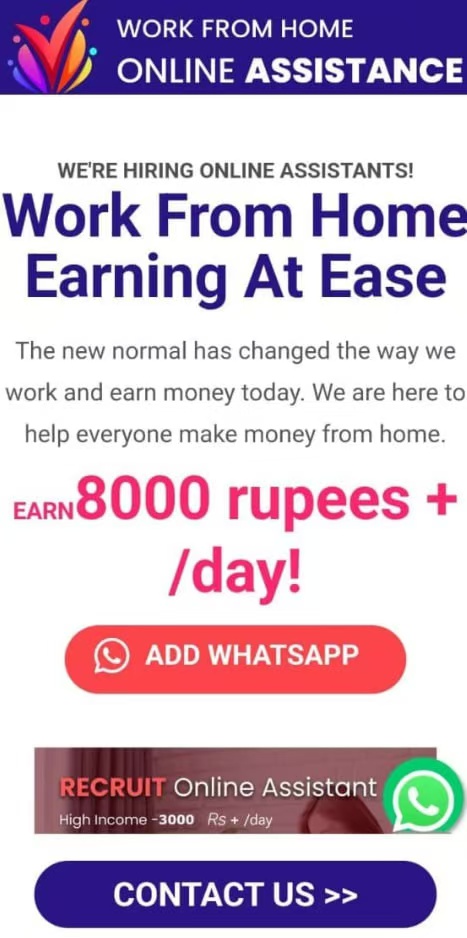 WORK FROM HOME
ONLINE ASSISTANCE
WE'RE HIRING ONLINE ASSISTANTS!
Work From Home
Earning At Ease
The new normal has changed the way we
work and earn money today. We are here to
help everyone make money from home.
EARN8000 rupees +
/day!
ADD WHATSAPP
RECRUIT Online Assistant
High Income -3000 Rs + /day
CONTACT US >>